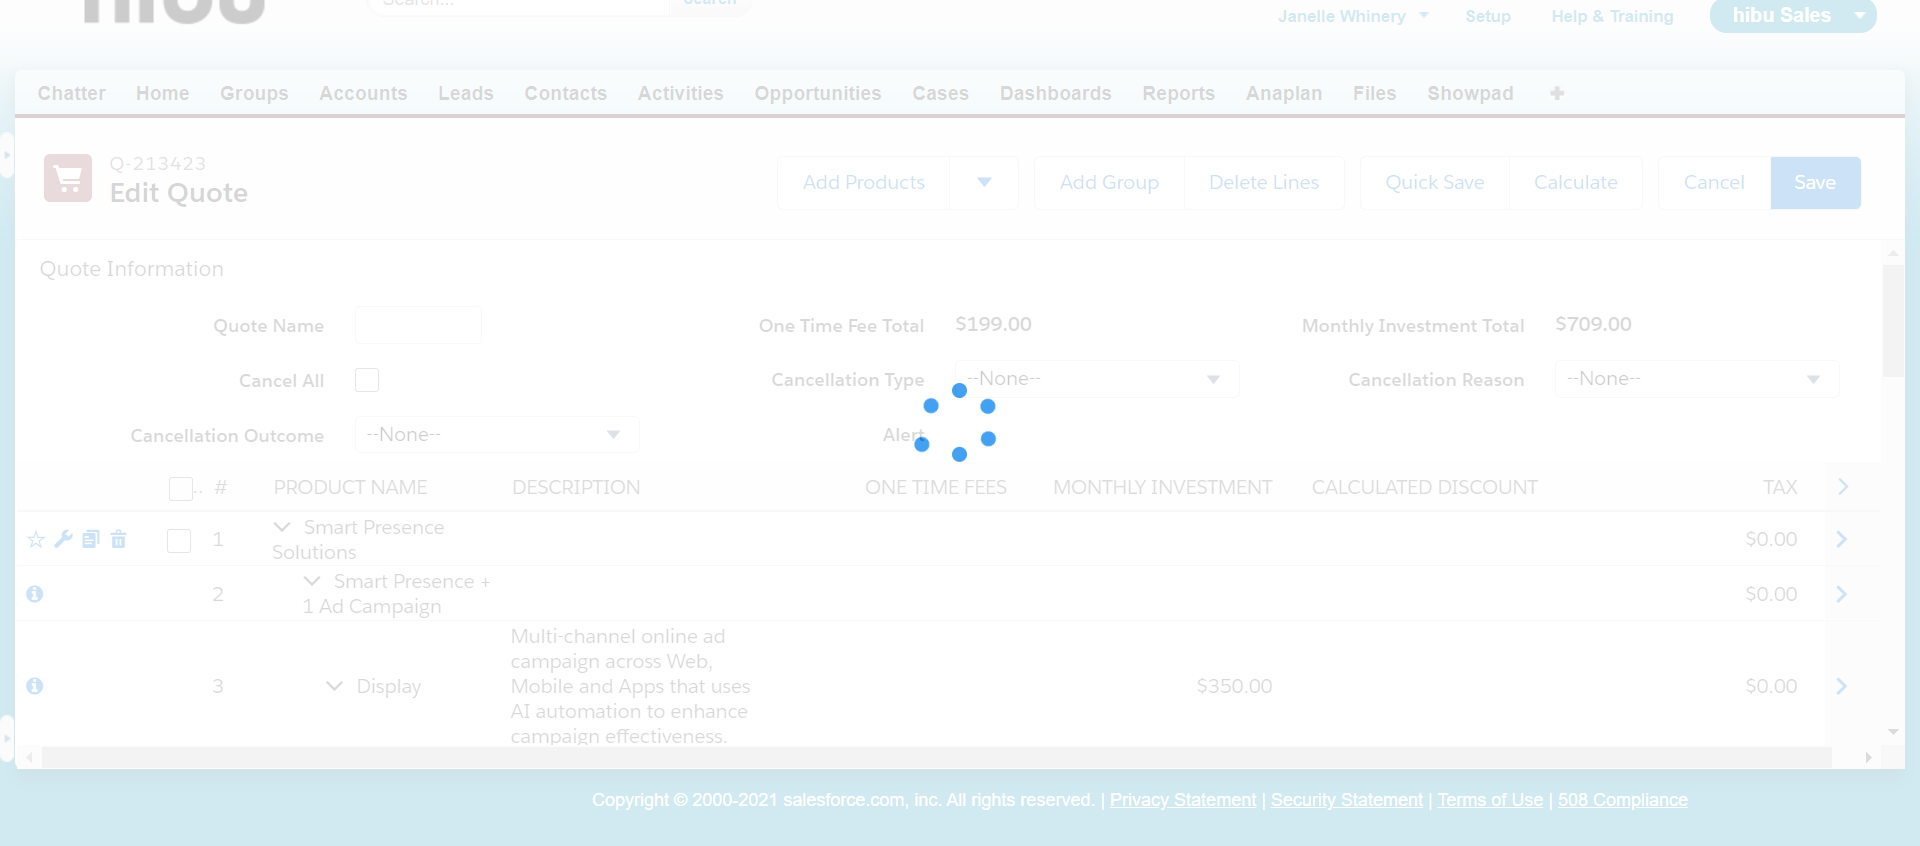 hibu
Search...
Search
Janelle Whinery
Setup
Help & Training
hibu Sales
Chatter Home Groups Accounts Leads Contacts Activities Opportunities Cases Dashboards Reports Anaplan Files Showpad
Q-213423
Edit Quote
Add Products
Add Group
Delete Lines
Quick Save
Calculate
Cancel
Save
Quote Information
Quote Name
One Time Fee Total $199.00
Monthly Investment Total $709.00
Cancel All
Cancellation Type --None--
Cancellation Reason --None--
Cancellation Outcome --None--
Alert
.. # PRODUCT NAME DESCRIPTION ONE TIME FEES MONTHLY INVESTMENT CALCULATED DISCOUNT TAX
1 Smart Presence
Solutions
$0.00
2 Smart Presence +
1 Ad Campaign
$0.00
3 Display
Multi-channel online ad
campaign across Web,
Mobile and Apps that uses
AI automation to enhance
campaign effectiveness.
$350.00
$0.00
Copyright © 2000-2021 salesforce.com, inc. All rights reserved. | Privacy Statement | Security Statement | Terms of Use | 508 Compliance